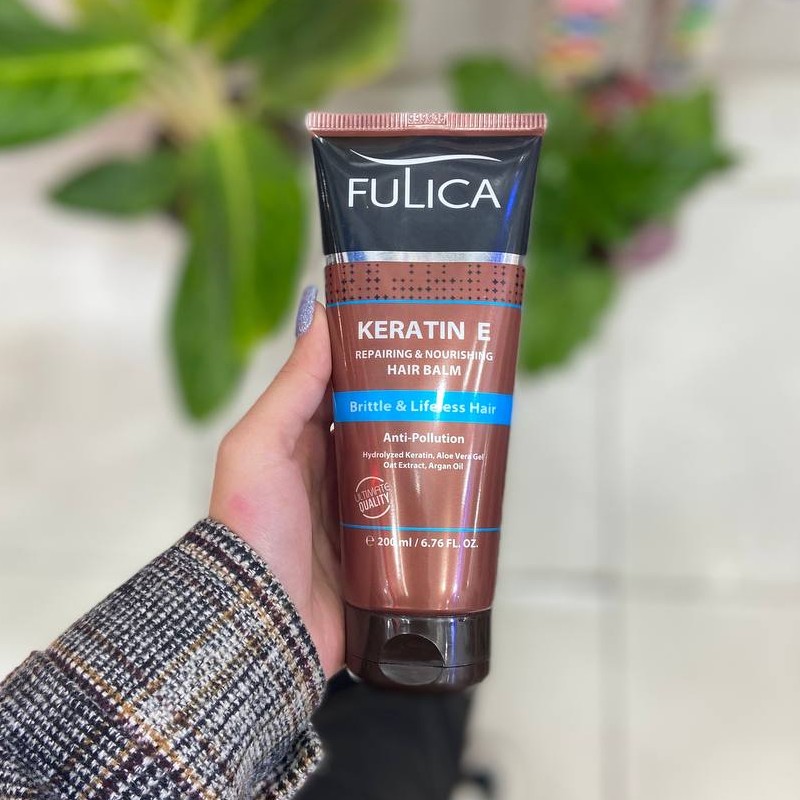 FULICA
KERATIN E
REPAIRING & NOURISHING
HAIR BALM
Brittle & Lifeless Hair
Anti-Pollution
Hydrolyzed Keratin, Aloe Vera Gel
Oat Extract, Argan Oil
ULTIMATE
QUALITY
℮ 200 ml / 6.76 FL. OZ.